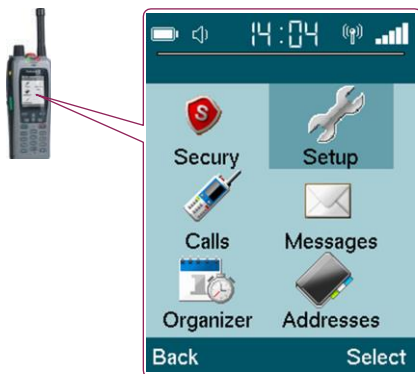 14:04
S
Secury
Setup
Calls
Messages
Organizer
Addresses
Back
Select